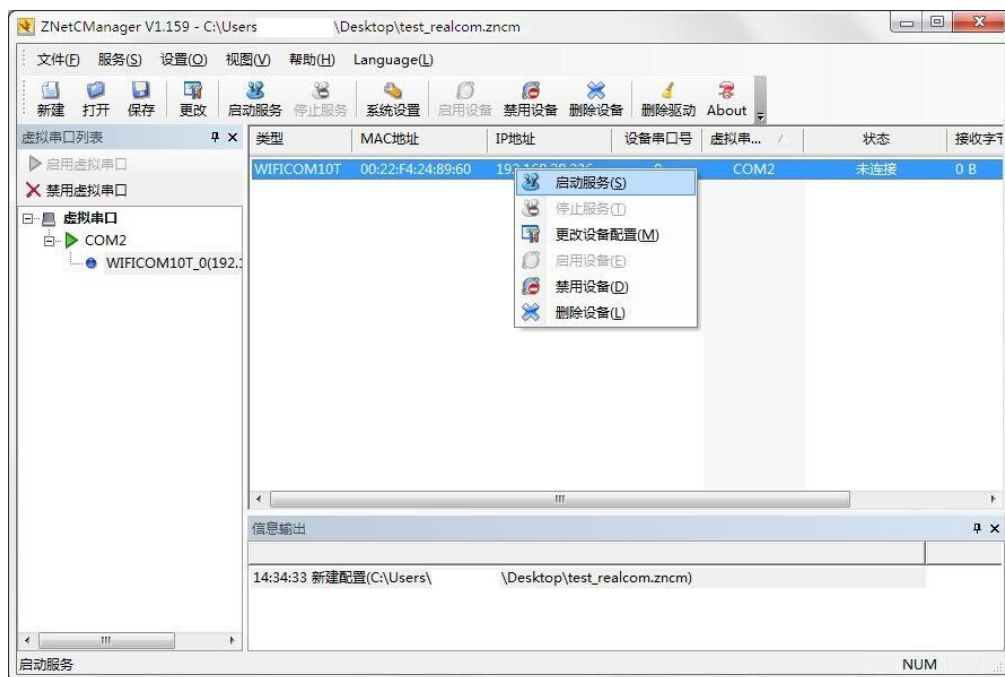 ZNetCManager V1.159 - C:\Users \Desktop\test_realcom.zncm
文件(F) 服务(S) 设置(O) 视图(V) 帮助(H) Language(L)
新建 打开 保存 更改 启动服务 停止服务 系统设置 启用设备 禁用设备 删除设备 删除驱动 About
虚拟串口列表
启用虚拟串口
禁用虚拟串口
虚拟串口
COM2
WIFICOM10T_0(192.
类型 MAC地址 IP地址 设备串口号 虚拟串... 状态 接收字
WIFICOM10T 00:22:F4:24:89:60 COM2 未连接 0 B
启动服务(S)
停止服务(T)
更改设备配置(M)
启用设备(E)
禁用设备(D)
删除设备(L)
信息输出
14:34:33 新建配置(C:\Users\ \Desktop\test_realcom.zncm)
启动服务 NUM